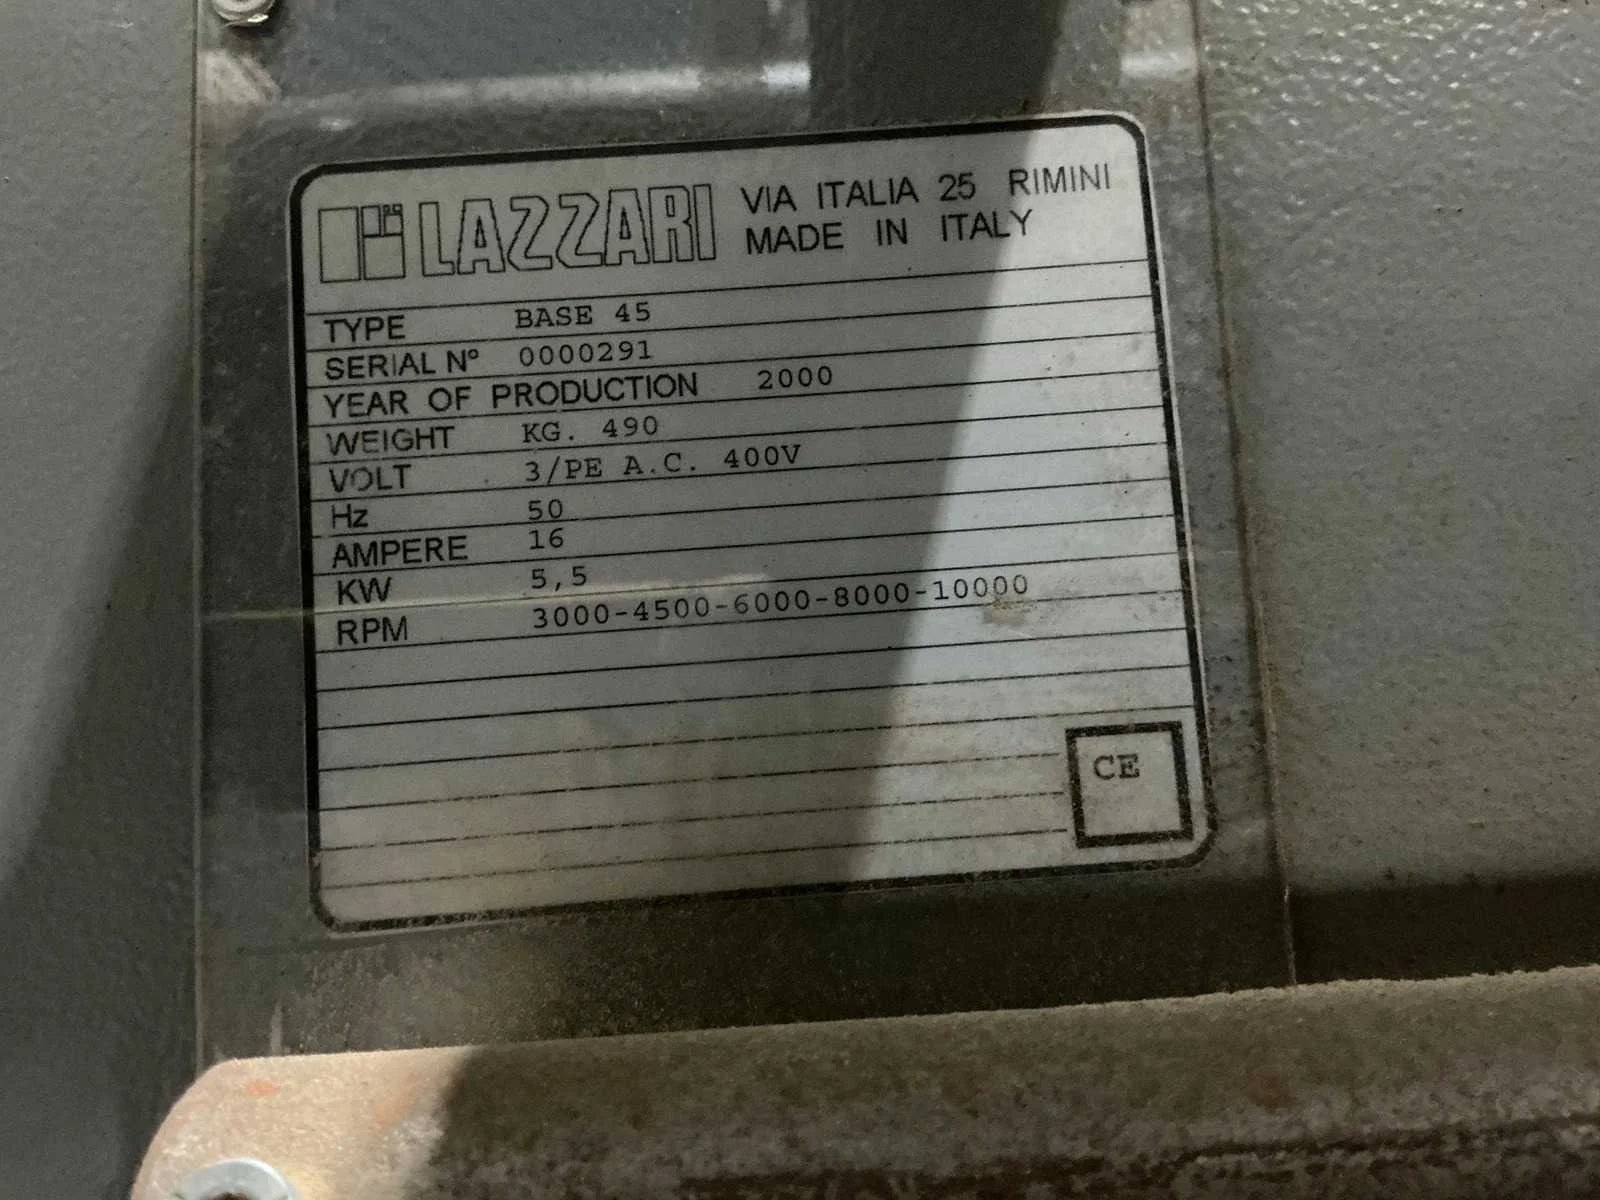 LAZZARI VIA ITALIA 25 RIMINI
MADE IN ITALY
TYPE BASE 45
SERIAL N° 0000291
YEAR OF PRODUCTION 2000
WEIGHT KG. 490
VOLT 3/PE A.C. 400V
Hz 50
AMPERE 16
KW 5,5
RPM 3000-4500-6000-8000-10000
CE